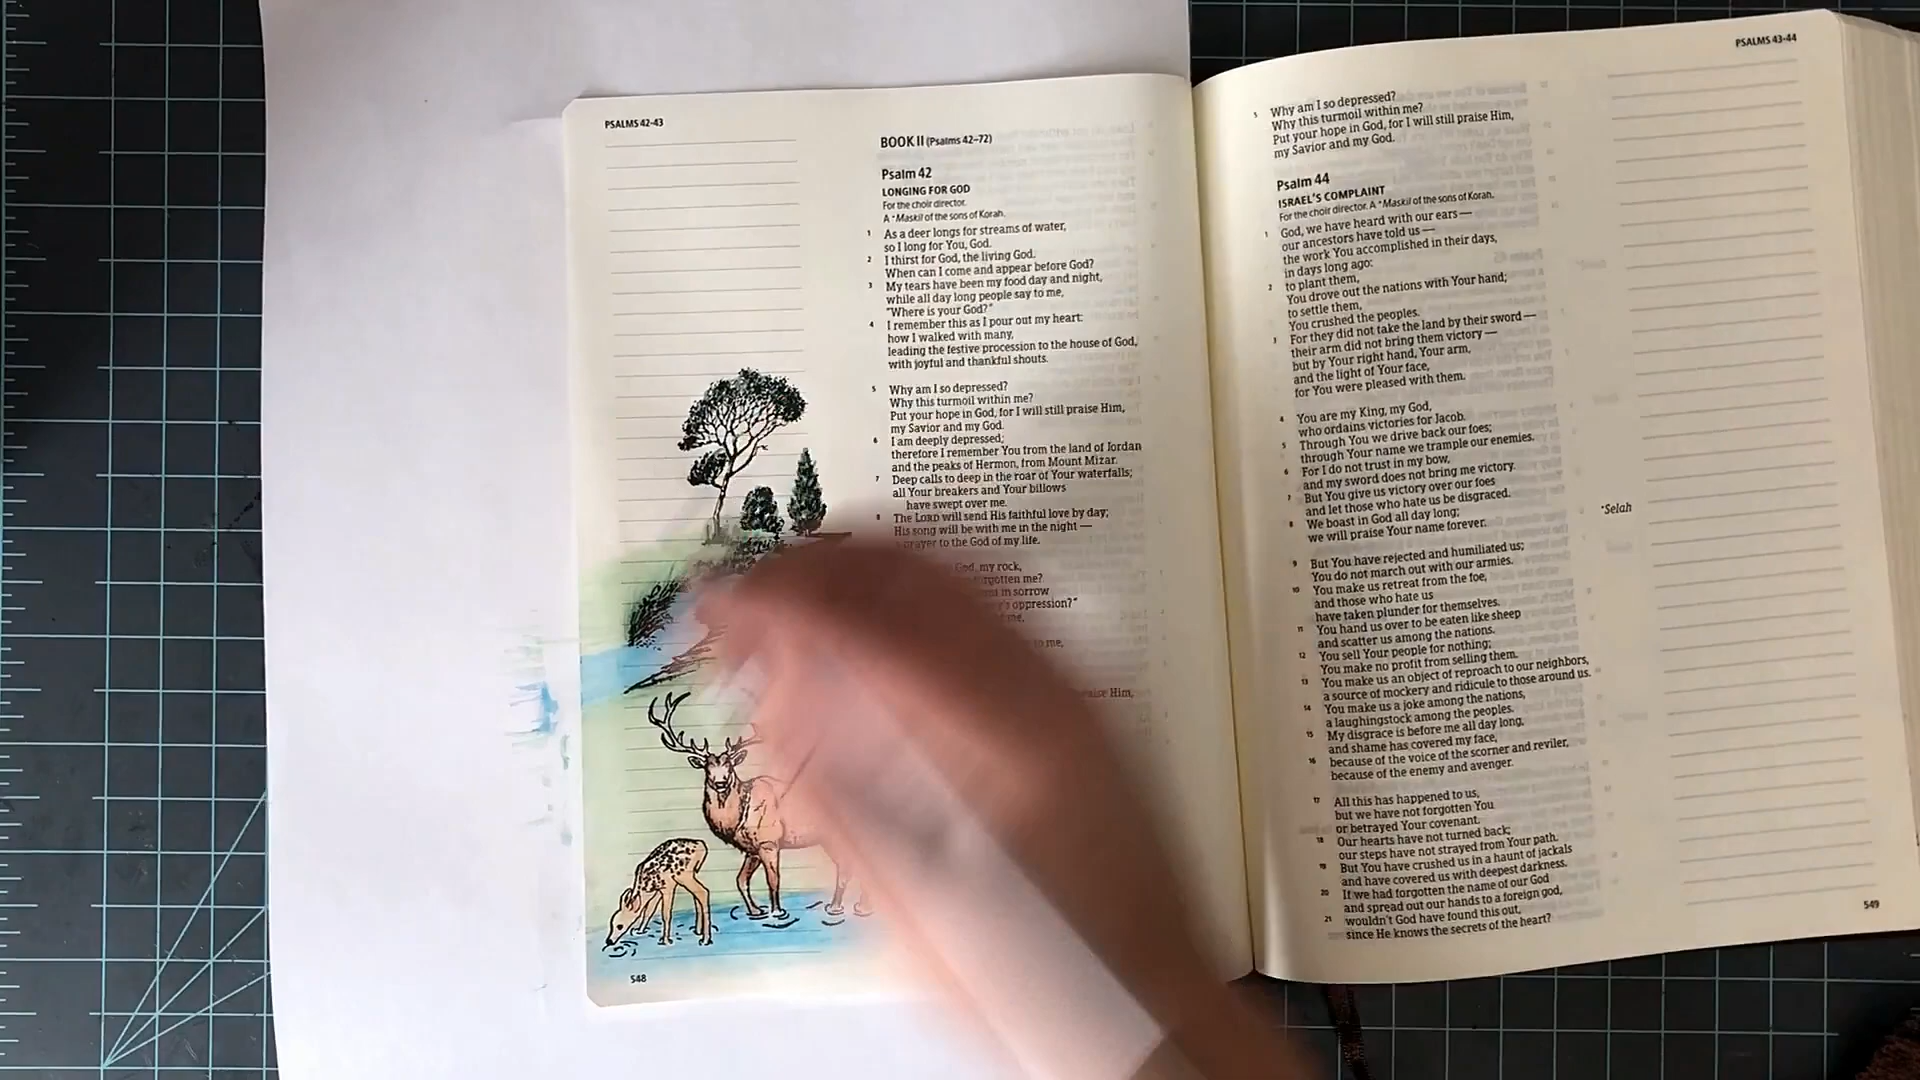 PSALMS 42-43
BOOK II (Psalms 42–72)
Psalm 42
LONGING FOR GOD
For the choir director.
A *Maskil of the sons of Korah.
1 As a deer longs for streams of water,
so I long for You, God.
2 I thirst for God, the living God.
When can I come and appear before God?
3 My tears have been my food day and night,
while all day long people say to me,
"Where is your God?"
4 I remember this as I pour out my heart:
how I walked with many,
leading the festive procession to the house of God,
with joyful and thankful shouts.
5 Why am I so depressed?
Why this turmoil within me?
Put your hope in God, for I will still praise Him,
my Savior and my God.
6 I am deeply depressed;
therefore I remember You from the land of Jordan
and the peaks of Hermon, from Mount Mizar.
7 Deep calls to deep in the roar of Your waterfalls;
all Your breakers and Your billows
have swept over me.
8 The LORD will send His faithful love by day;
His song will be with me in the night —
prayer to the God of my life.
God, my rock,
me?
in sorrow
oppression?"
me,
to me,
Him,
548
PSALMS 43-44
5 Why am I so depressed?
Why this turmoil within me?
Put your hope in God, for I will still praise Him,
my Savior and my God.
Psalm 44
ISRAEL'S COMPLAINT
For the choir director. A *Maskil of the sons of Korah.
1 God, we have heard with our ears —
our ancestors have told us —
the work You accomplished in their days,
in days long ago:
2 to plant them,
You drove out the nations with Your hand;
to settle them,
You crushed the peoples.
3 For they did not take the land by their sword —
their arm did not bring them victory —
but by Your right hand, Your arm,
and the light of Your face,
for You were pleased with them.
4 You are my King, my God,
who ordains victories for Jacob.
5 Through You we drive back our foes;
through Your name we trample our enemies.
6 For I do not trust in my bow,
and my sword does not bring me victory.
7 But You give us victory over our foes
and let those who hate us be disgraced.
8 We boast in God all day long;
we will praise Your name forever.
*Selah
9 But You have rejected and humiliated us;
You do not march out with our armies.
10 You make us retreat from the foe,
and those who hate us
have taken plunder for themselves.
11 You hand us over to be eaten like sheep
and scatter us among the nations.
12 You sell Your people for nothing;
You make no profit from selling them.
13 You make us an object of reproach to our neighbors,
a source of mockery and ridicule to those around us.
14 You make us a joke among the nations,
a laughingstock among the peoples.
15 My disgrace is before me all day long,
and shame has covered my face,
16 because of the voice of the scorner and reviler,
because of the enemy and avenger.
17 All this has happened to us,
but we have not forgotten You
or betrayed Your covenant.
18 Our hearts have not turned back;
our steps have not strayed from Your path.
19 But You have crushed us in a haunt of jackals
and have covered us with deepest darkness.
20 If we had forgotten the name of our God
and spread out our hands to a foreign god,
21 wouldn't God have found this out,
since He knows the secrets of the heart?
549